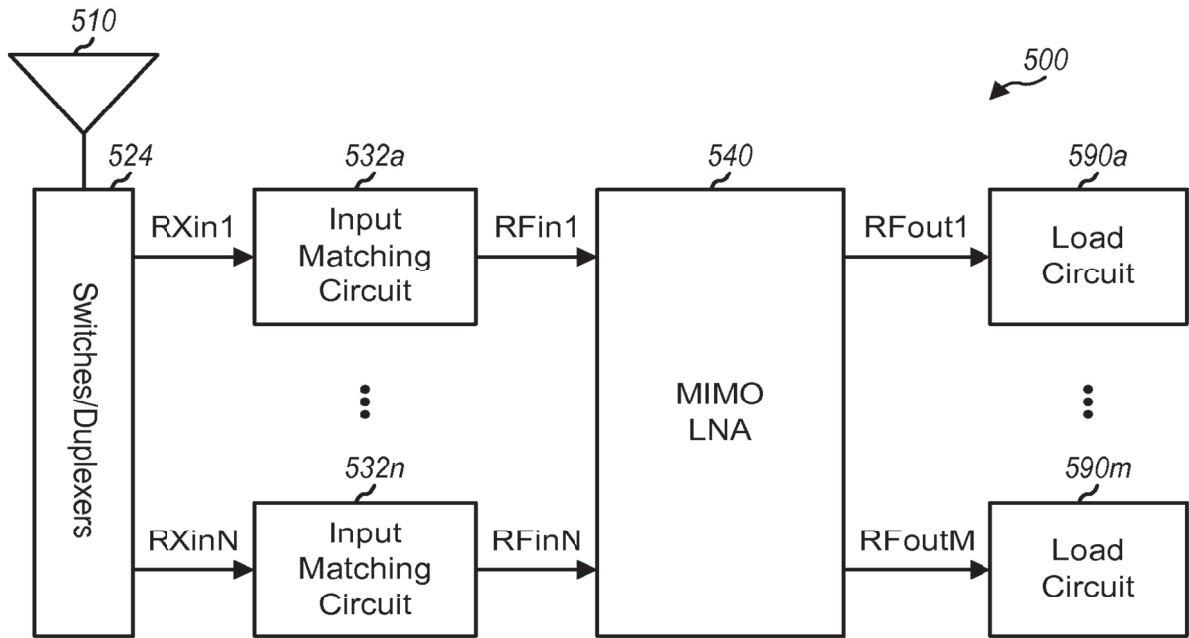 510
500
524
532a
540
590a
RXin1
Input
Matching
Circuit
RFin1
RFout1
Load
Circuit
Switches/Duplexers
MIMO
LNA
532n
590m
RXinN
Input
Matching
Circuit
RFinN
RFoutM
Load
Circuit